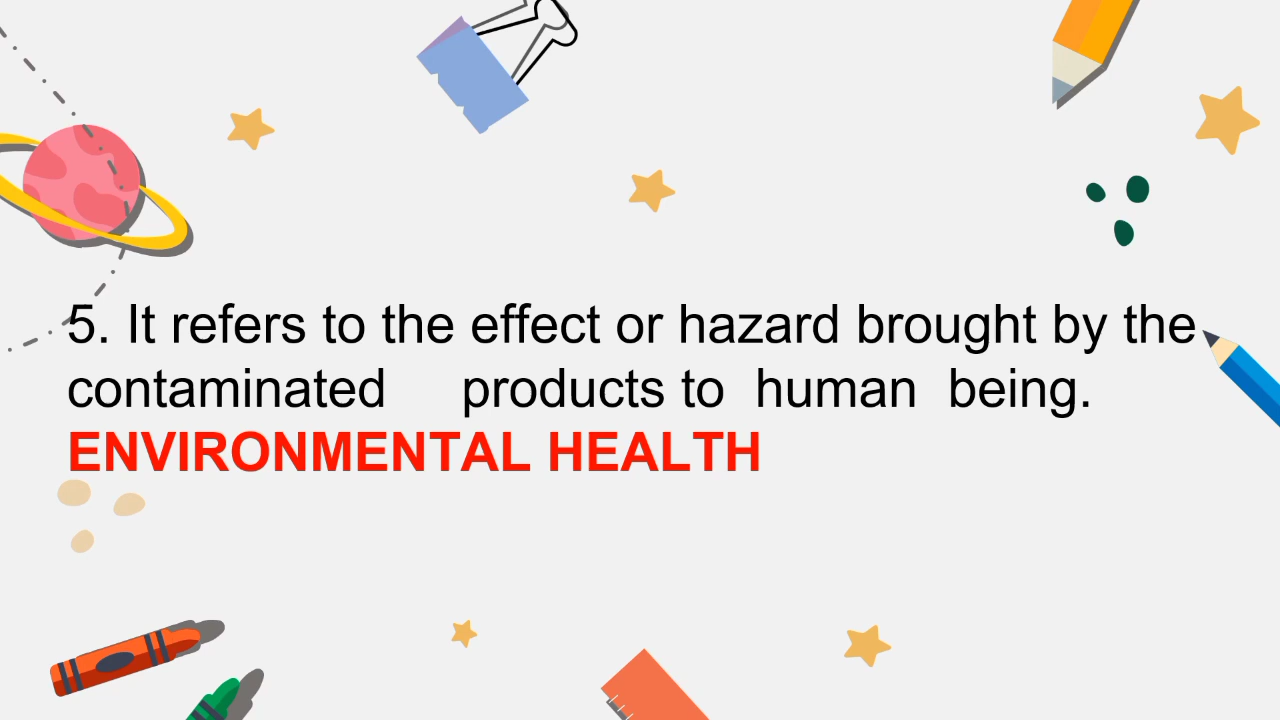 5. It refers to the effect or hazard brought by the
contaminated products to human being.
ENVIRONMENTAL HEALTH